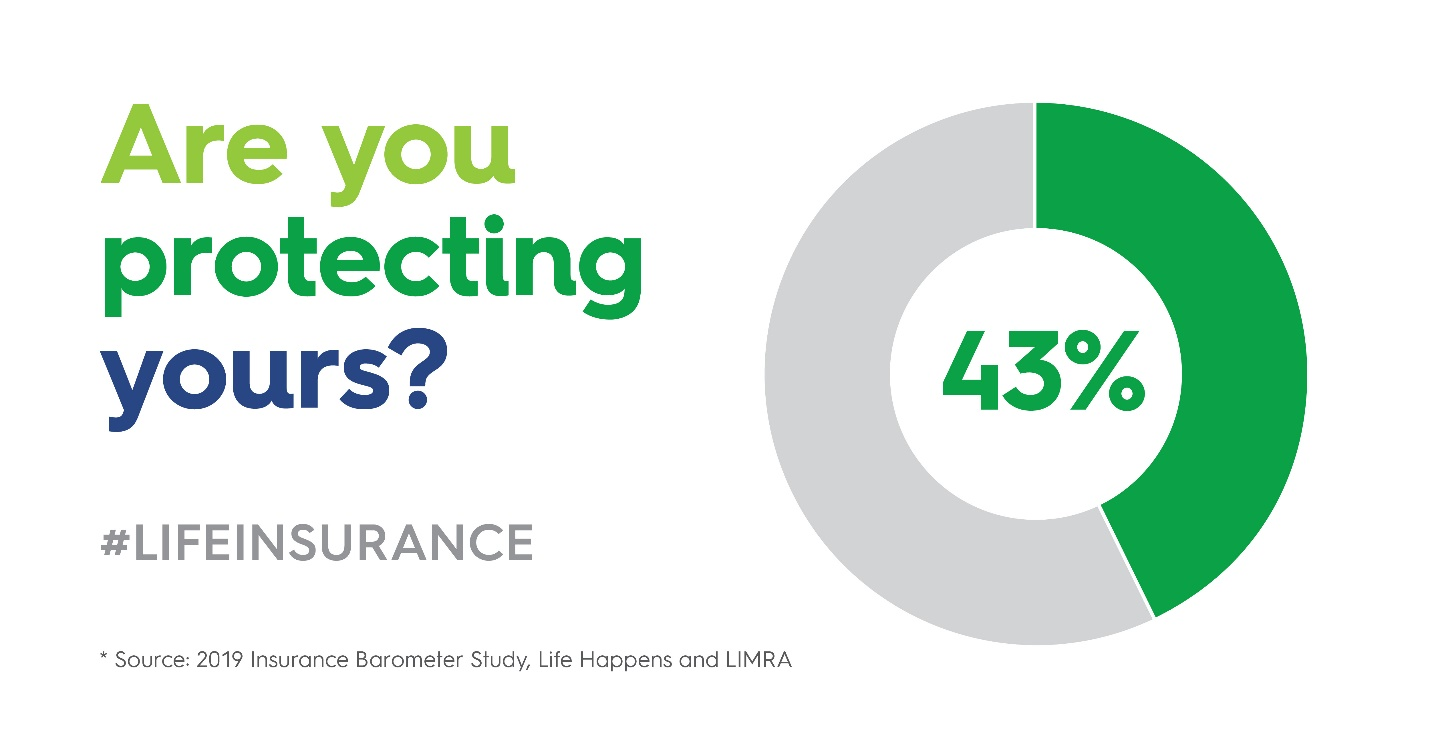 Are you
protecting
yours?
43%
#LIFEINSURANCE
* Source: 2019 Insurance Barometer Study, Life Happens and LIMRA